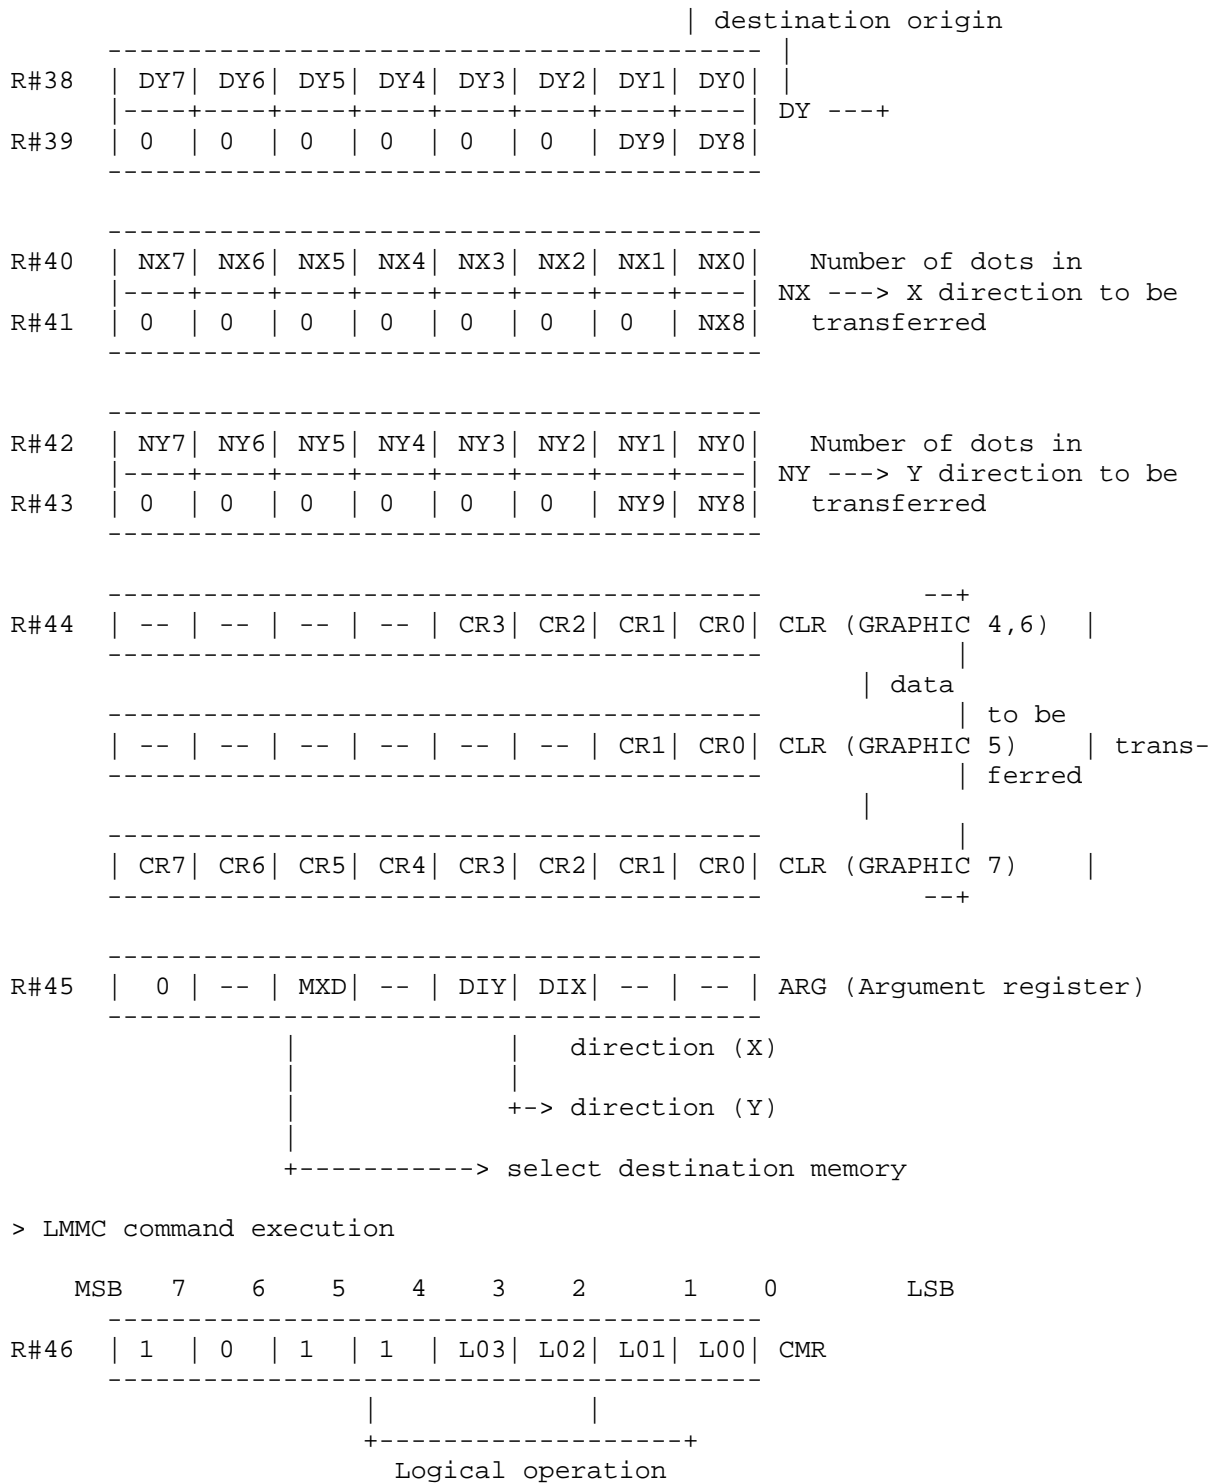 | destination origin
----------------------------------------- |
R#38 | DY7| DY6| DY5| DY4| DY3| DY2| DY1| DY0| |
|----+----+----+----+----+----+----+----| DY ---+
R#39 | 0 | 0 | 0 | 0 | 0 | 0 | DY9| DY8|
-----------------------------------------
-----------------------------------------
R#40 | NX7| NX6| NX5| NX4| NX3| NX2| NX1| NX0| Number of dots in
|----+----+----+----+----+----+----+----| NX ---> X direction to be
R#41 | 0 | 0 | 0 | 0 | 0 | 0 | 0 | NX8| transferred
-----------------------------------------
-----------------------------------------
R#42 | NY7| NY6| NY5| NY4| NY3| NY2| NY1| NY0| Number of dots in
|----+----+----+----+----+----+----+----| NY ---> Y direction to be
R#43 | 0 | 0 | 0 | 0 | 0 | 0 | NY9| NY8| transferred
-----------------------------------------
----------------------------------------- --+
R#44 | -- | -- | -- | -- | CR3| CR2| CR1| CR0| CLR (GRAPHIC 4,6) |
----------------------------------------- |
| data
----------------------------------------- | to be
| -- | -- | -- | -- | -- | -- | CR1| CR0| CLR (GRAPHIC 5) | trans-
----------------------------------------- | ferred
|
----------------------------------------- |
| CR7| CR6| CR5| CR4| CR3| CR2| CR1| CR0| CLR (GRAPHIC 7) |
----------------------------------------- --+
-----------------------------------------
R#45 | 0 | -- | MXD| -- | DIY| DIX| -- | -- | ARG (Argument register)
-----------------------------------------
| | direction (X)
| |
| +-> direction (Y)
|
+-----------> select destination memory
> LMMC command execution
MSB 7 6 5 4 3 2 1 0 LSB
-----------------------------------------
R#46 | 1 | 0 | 1 | 1 | L03| L02| L01| L00| CMR
-----------------------------------------
| |
+-------------------+
Logical operation